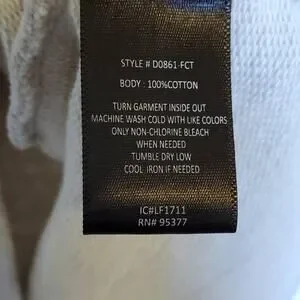 STYLE # D0861-FCT
BODY : 100%COTTON
TURN GARMENT INSIDE OUT
MACHINE WASH COLD WITH LIKE COLORS
ONLY NON-CHLORINE BLEACH
WHEN NEEDED
TUMBLE DRY LOW
COOL IRON IF NEEDED
IC#LF1711
RN# 95377